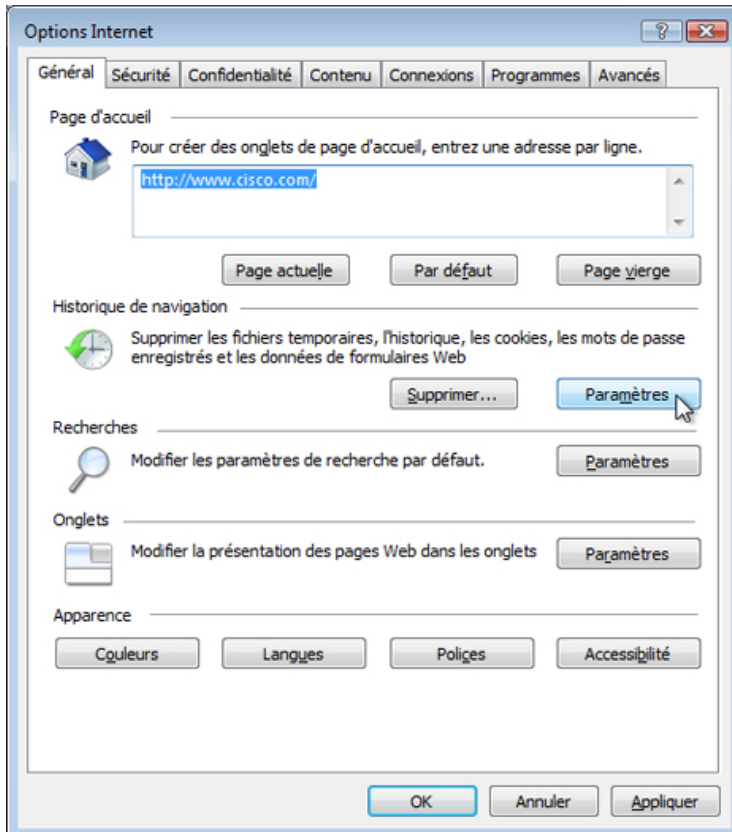 Options Internet
Général Sécurité Confidentialité Contenu Connexions Programmes Avancés
Page d'accueil
Pour créer des onglets de page d'accueil, entrez une adresse par ligne.
http://www.cisco.com/
Page actuelle Par défaut Page vierge
Historique de navigation
Supprimer les fichiers temporaires, l'historique, les cookies, les mots de passe
enregistrés et les données de formulaires Web
Supprimer... Paramètres
Recherches
Modifier les paramètres de recherche par défaut. Paramètres
Onglets
Modifier la présentation des pages Web dans les onglets Paramètres
Apparence
Couleurs Langues Polices Accessibilité
OK Annuler Appliquer